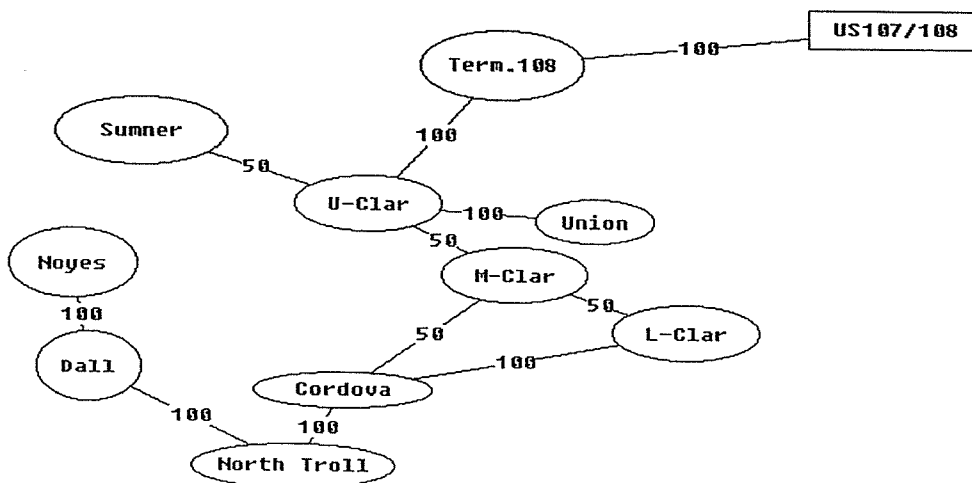 US107/108
100
Term.108
100
Sumner
50
U-Clar
100
Union
50
Noyes
M-Clar
100
50
50
L-Clar
Dall
100
Cordova
100
100
North Troll